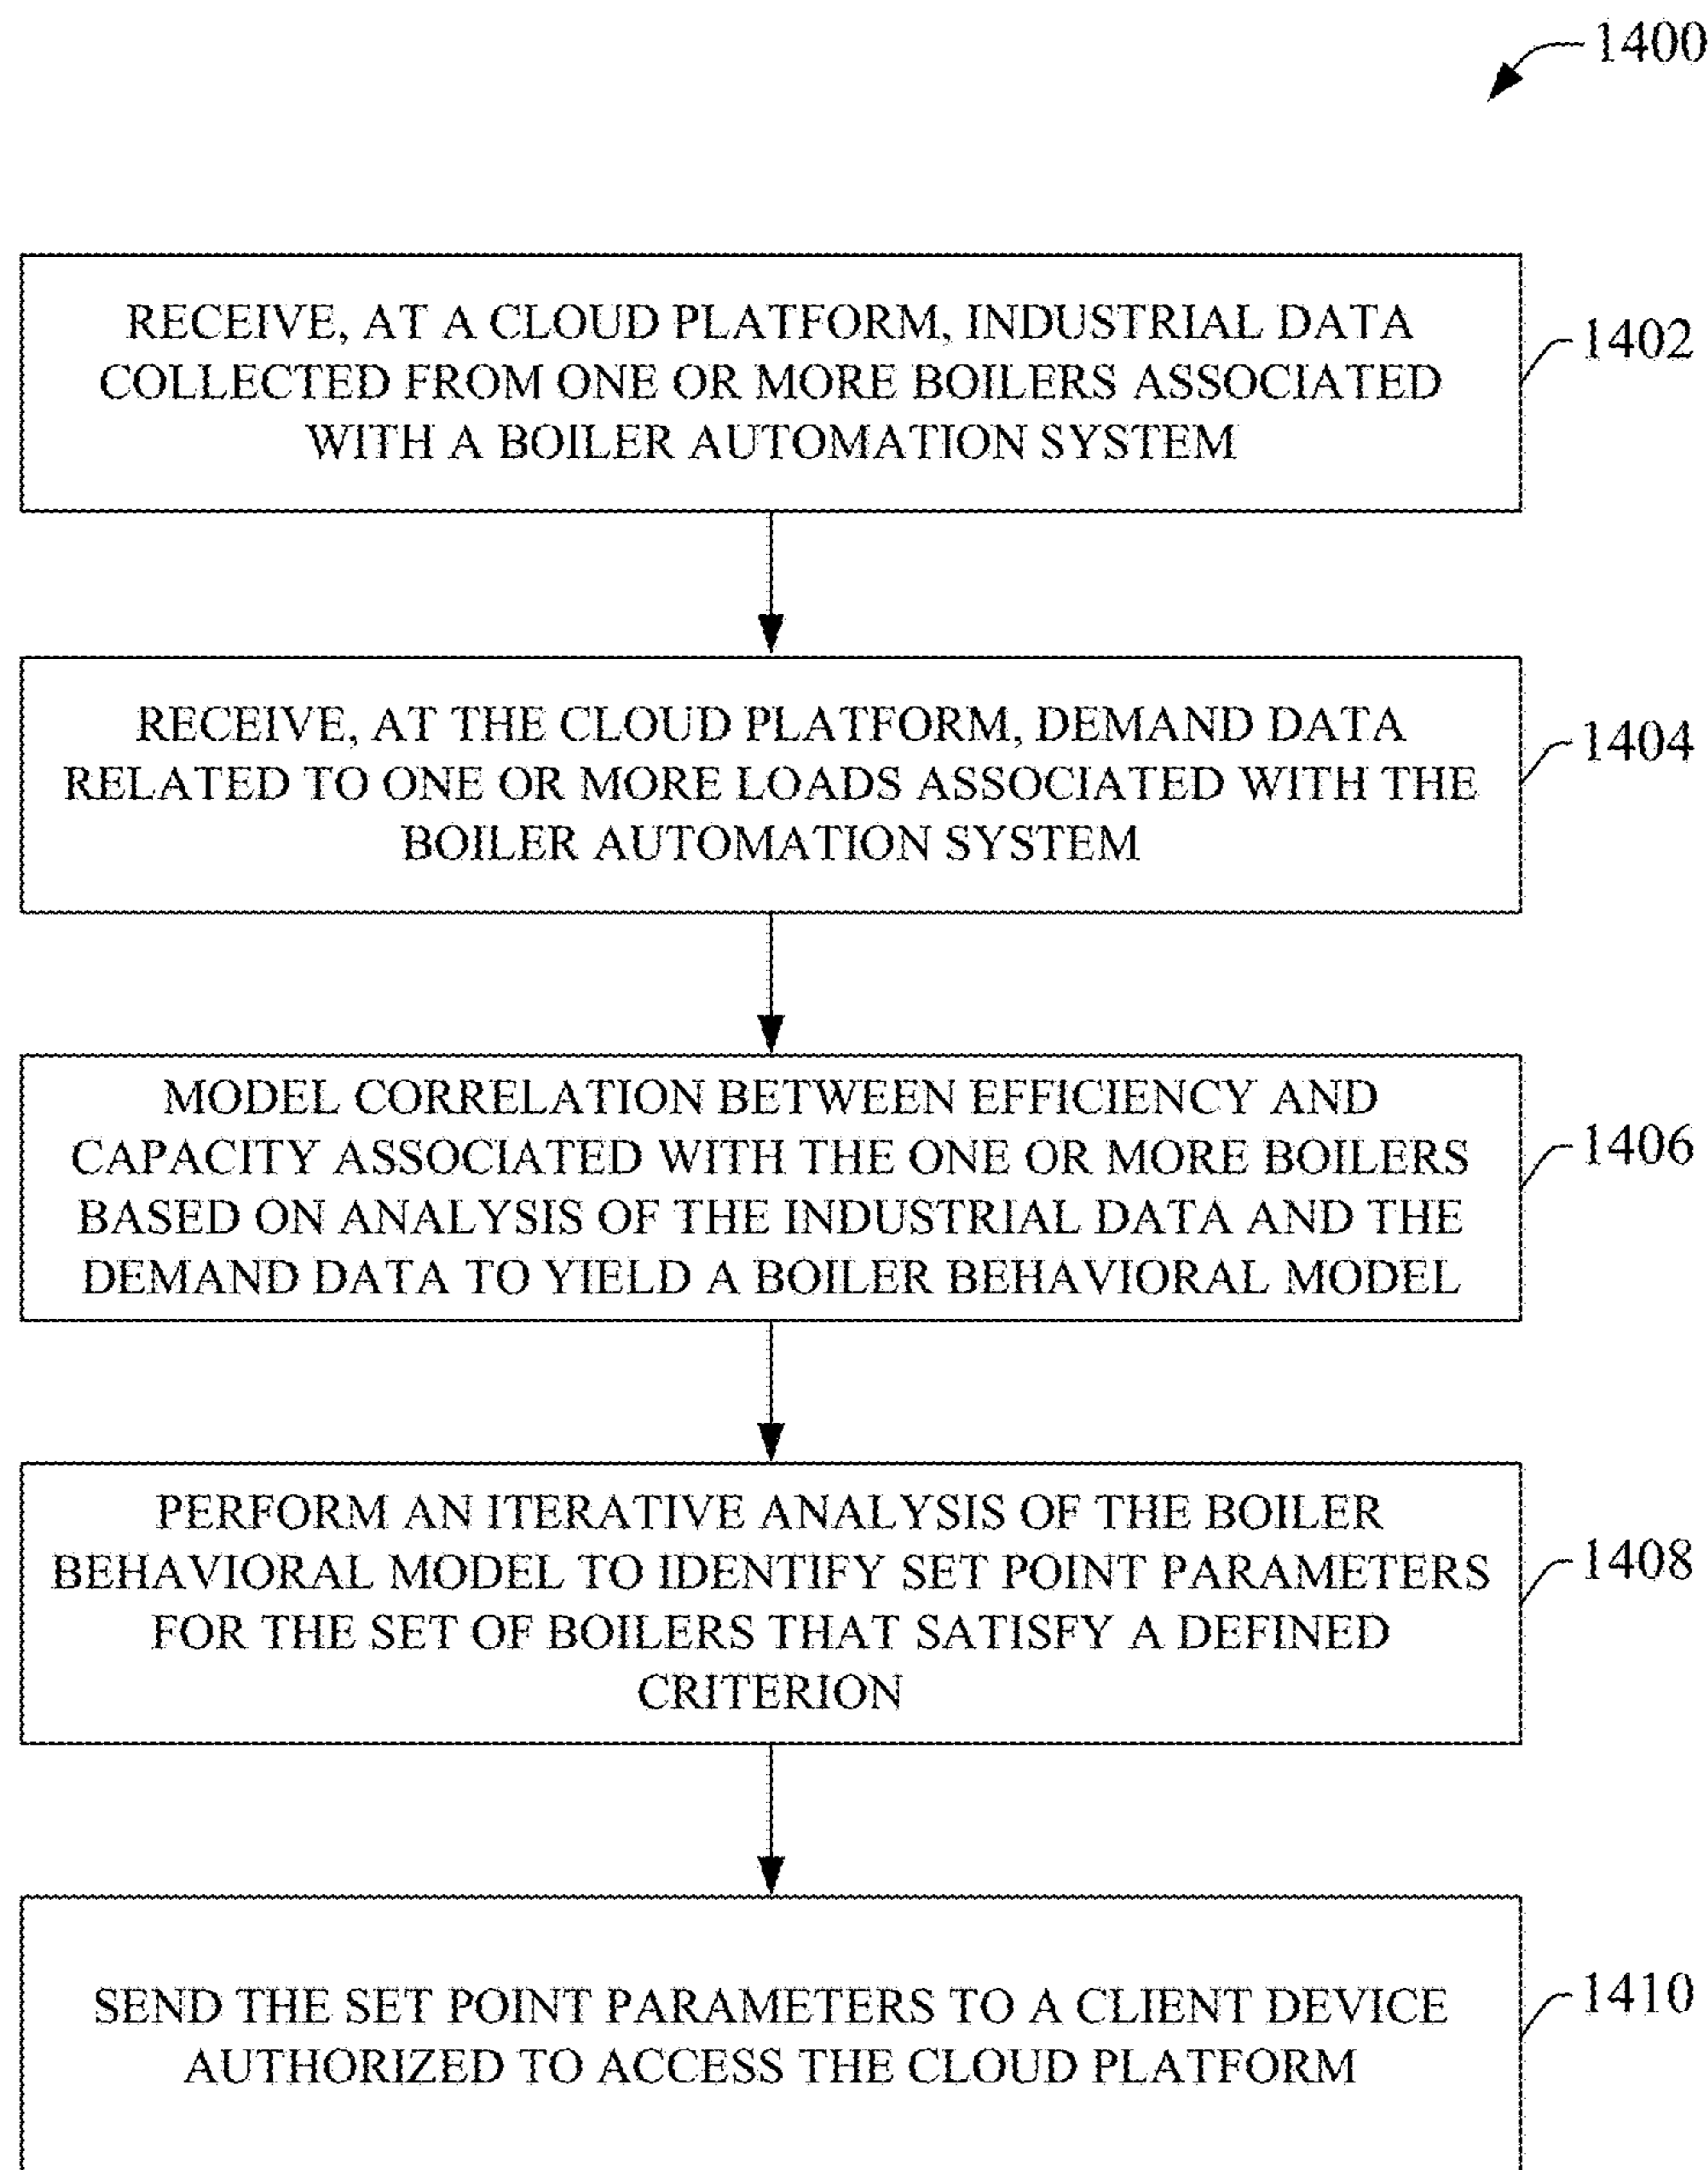 1400
RECEIVE, AT A CLOUD PLATFORM, INDUSTRIAL DATA
COLLECTED FROM ONE OR MORE BOILERS ASSOCIATED
WITH A BOILER AUTOMATION SYSTEM
1402
RECEIVE, AT THE CLOUD PLATFORM, DEMAND DATA
RELATED TO ONE OR MORE LOADS ASSOCIATED WITH THE
BOILER AUTOMATION SYSTEM
1404
MODEL CORRELATION BETWEEN EFFICIENCY AND
CAPACITY ASSOCIATED WITH THE ONE OR MORE BOILERS
BASED ON ANALYSIS OF THE INDUSTRIAL DATA AND THE
DEMAND DATA TO YIELD A BOILER BEHAVIORAL MODEL
1406
PERFORM AN ITERATIVE ANALYSIS OF THE BOILER
BEHAVIORAL MODEL TO IDENTIFY SET POINT PARAMETERS
FOR THE SET OF BOILERS THAT SATISFY A DEFINED
CRITERION
1408
SEND THE SET POINT PARAMETERS TO A CLIENT DEVICE
AUTHORIZED TO ACCESS THE CLOUD PLATFORM
1410